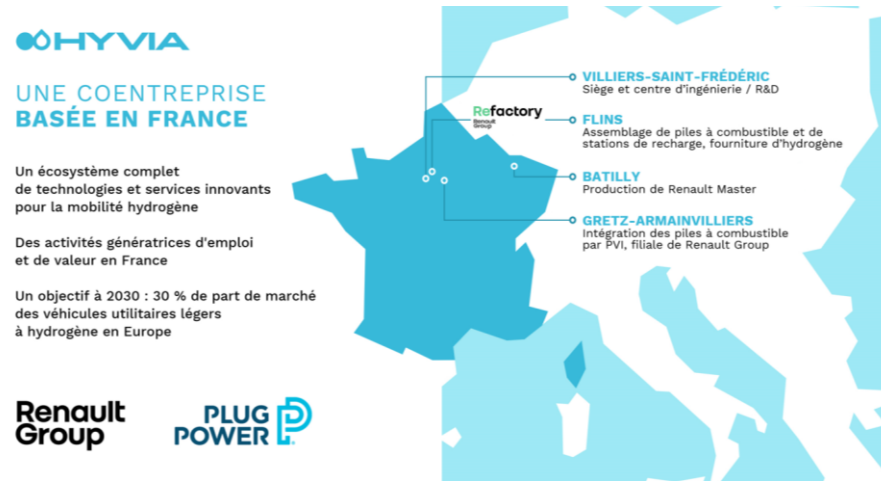 HYVIA
UNE COENTREPRISE
BASÉE EN FRANCE
Un écosystème complet
de technologies et services innovants
pour la mobilité hydrogène
Des activités génératrices d'emploi
et de valeur en France
Un objectif à 2030 : 30 % de part de marché
des véhicules utilitaires légers
à hydrogène en Europe
Renault
Group
PLUG
POWER
Refactory
Renault
Group
VILLIERS-SAINT-FRÉDÉRIC
Siège et centre d'ingénierie / R&D
FLINS
Assemblage de piles à combustible et de
stations de recharge, fourniture d'hydrogène
BATILLY
Production de Renault Master
GRETZ-ARMAINVILLIERS
Intégration des piles à combustible
par PVI, filiale de Renault Group